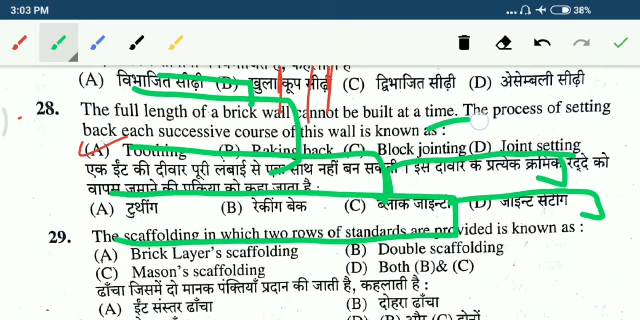 3:03 PM
38%
(A) विभाजित सीढ़ी (B) खुला कूप सीढ़ी (C) द्विभाजित सीढ़ी (D) अेसेम्बली सीढ़ी
28. The full length of a brick wall cannot be built at a time. The process of setting
back each successive course of this wall is known as :
(A) Toothing (B) Raking back (C) Block jointing (D) Joint setting
एक ईंट की दीवार पूरी लंबाई से एक साथ नहीं बन सकती। इस दीवार के प्रत्येक क्रमिक रद्दे को
वापस जमाने की प्रक्रिया को कहा जाता है :
(A) टुथींग (B) रेकींग बेक (C) ब्लाक जाइन्टी (D) जाइन्ट सेटींग
29. The scaffolding in which two rows of standards are provided is known as :
(A) Brick Layer's scaffolding (B) Double scaffolding
(C) Mason's scaffolding (D) Both (B)& (C)
ढाँचा जिसमें दो मानक पंक्तियाँ प्रदान की जाती है, कहलाता है :
(A) ईंट संस्तर ढाँचा (B) दोहरा ढाँचा
(D) (B) और (C) दोनों